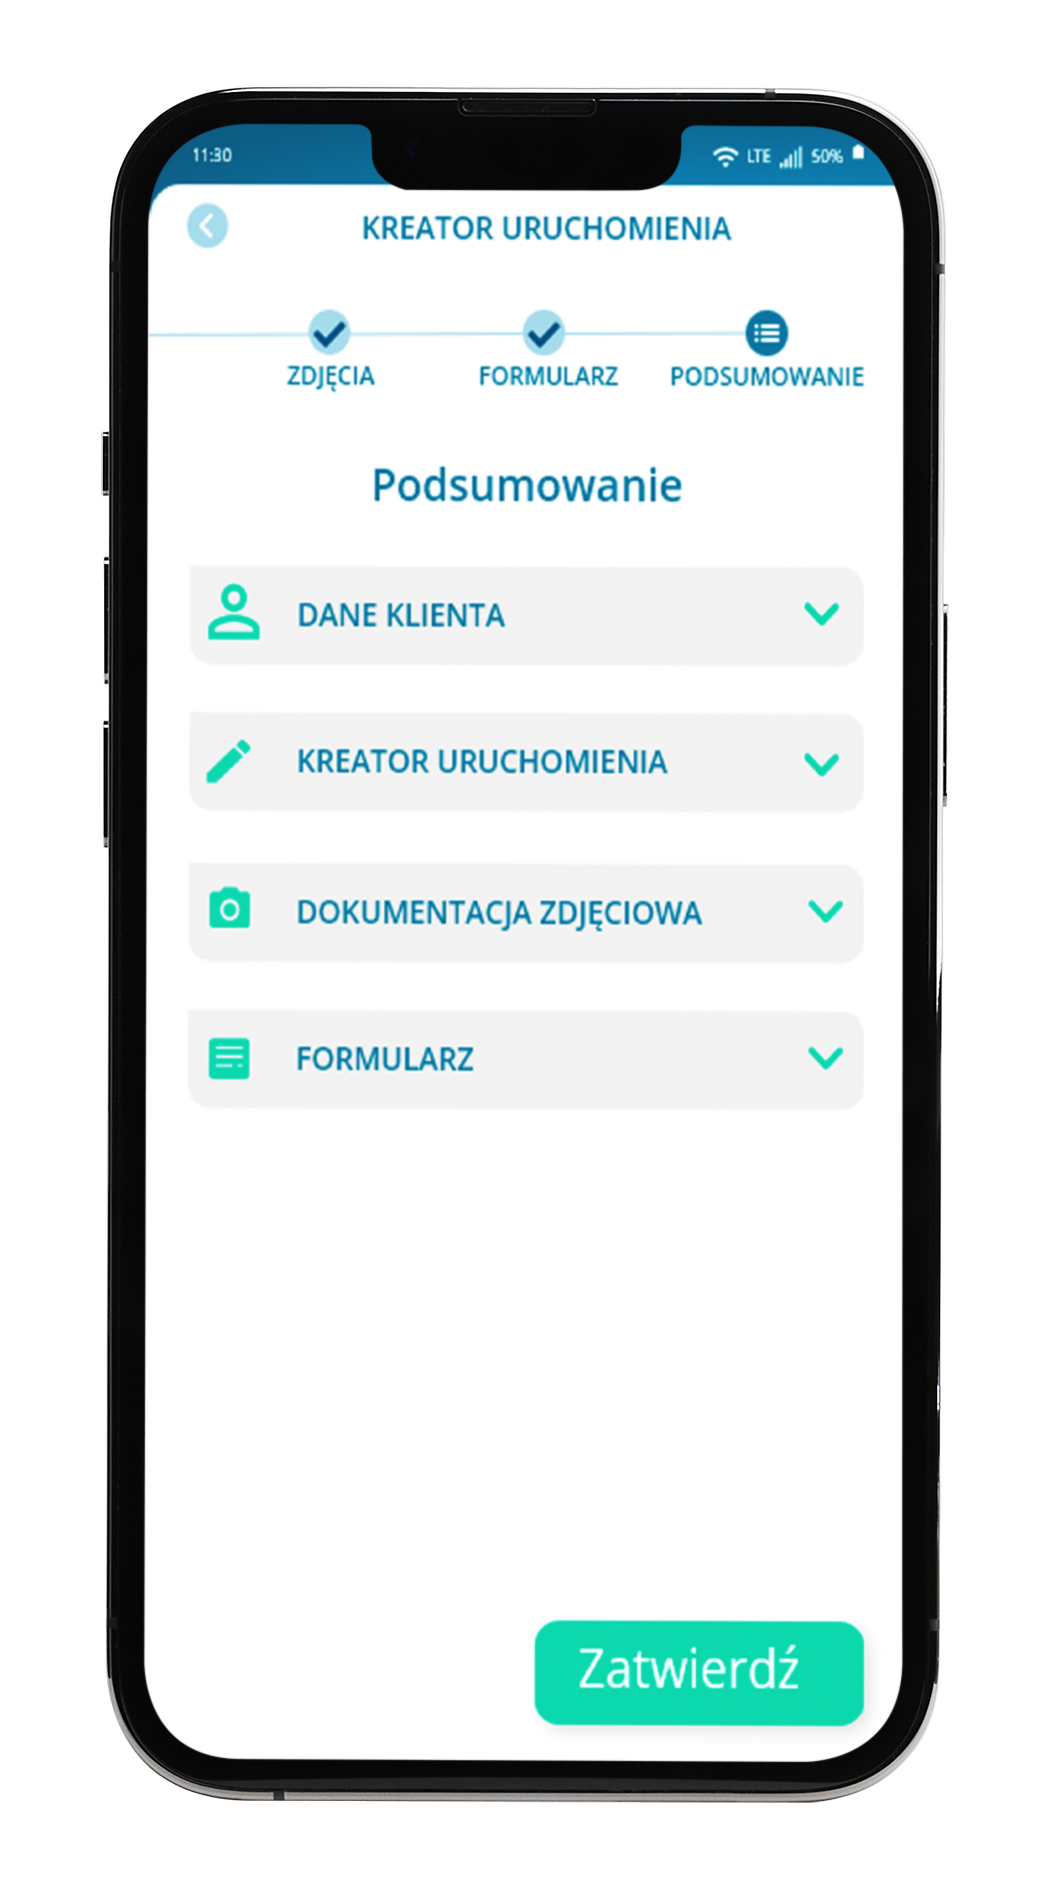 11:30
LTE 50%
KREATOR URUCHOMIENIA
ZDJĘCIA FORMULARZ PODSUMOWANIE
Podsumowanie
DANE KLIENTA
KREATOR URUCHOMIENIA
DOKUMENTACJA ZDJĘCIOWA
FORMULARZ
Zatwierdź